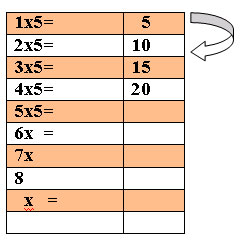 1x5= 5
2x5= 10
3x5= 15
4x5= 20
5x5=
6x =
7x
8
x =